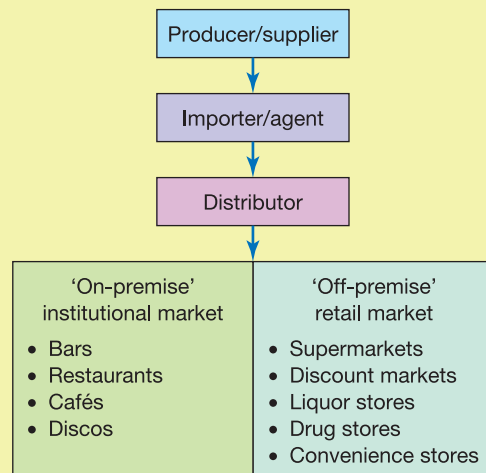 Producer/supplier
Importer/agent
Distributor
‘On-premise’
institutional market
• Bars
• Restaurants
• Cafés
• Discos
‘Off-premise’
retail market
• Supermarkets
• Discount markets
• Liquor stores
• Drug stores
• Convenience stores